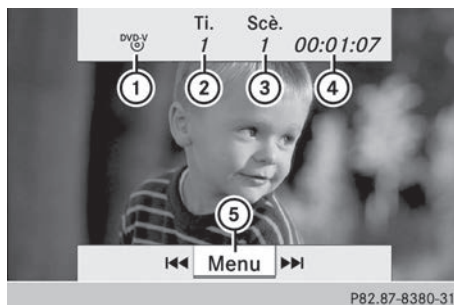 Ti. Scè.
DVD-V 1 1 00:01:07
1 2 3 4
5
Menu
P82.87-8380-31